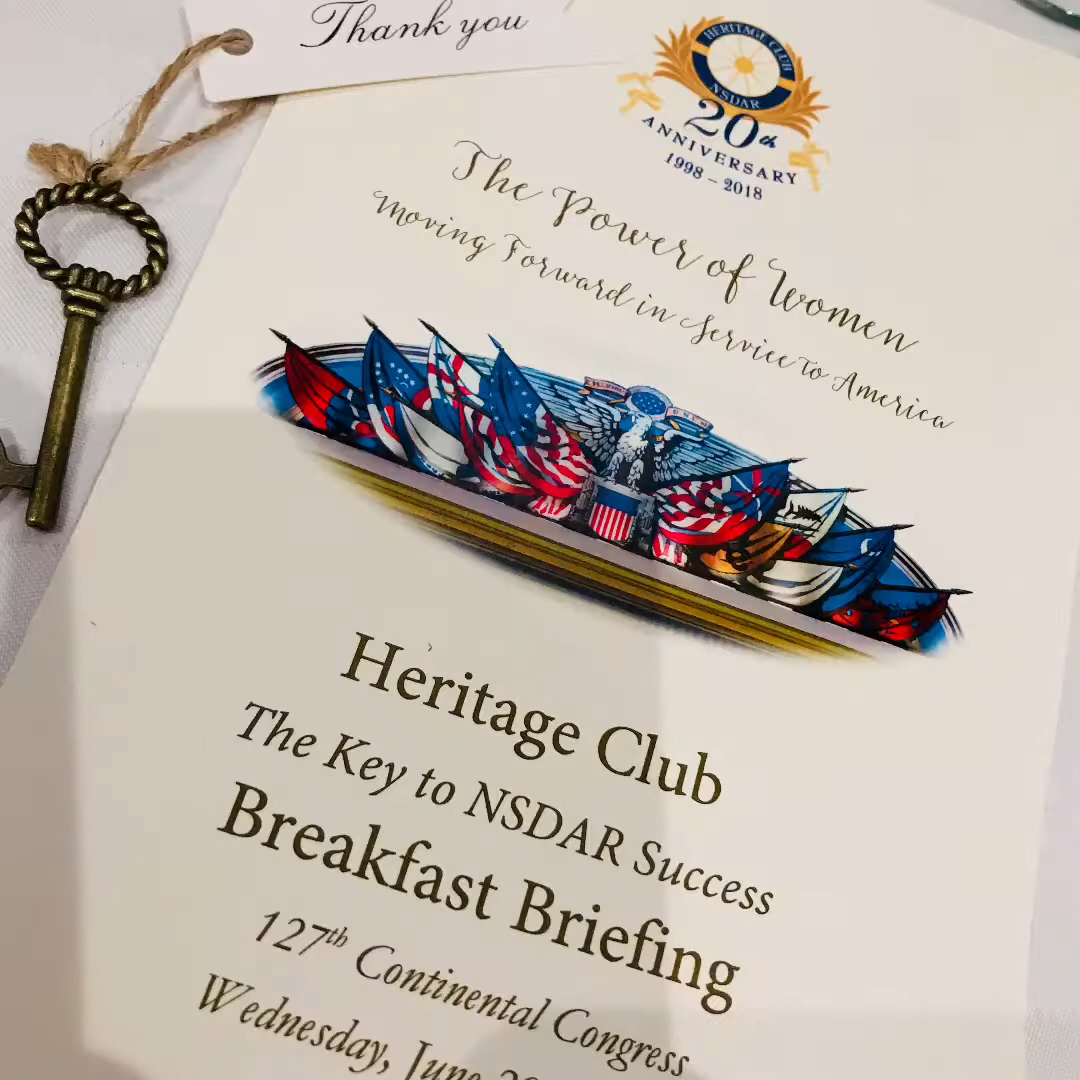 Thank you
HERITAGE CLUB
NSDAR
20th
ANNIVERSARY
1998 – 2018
The Power of Women
Moving Forward in Service to America
Heritage Club
The Key to NSDAR Success
Breakfast Briefing
127th Continental Congress
Wednesday, June